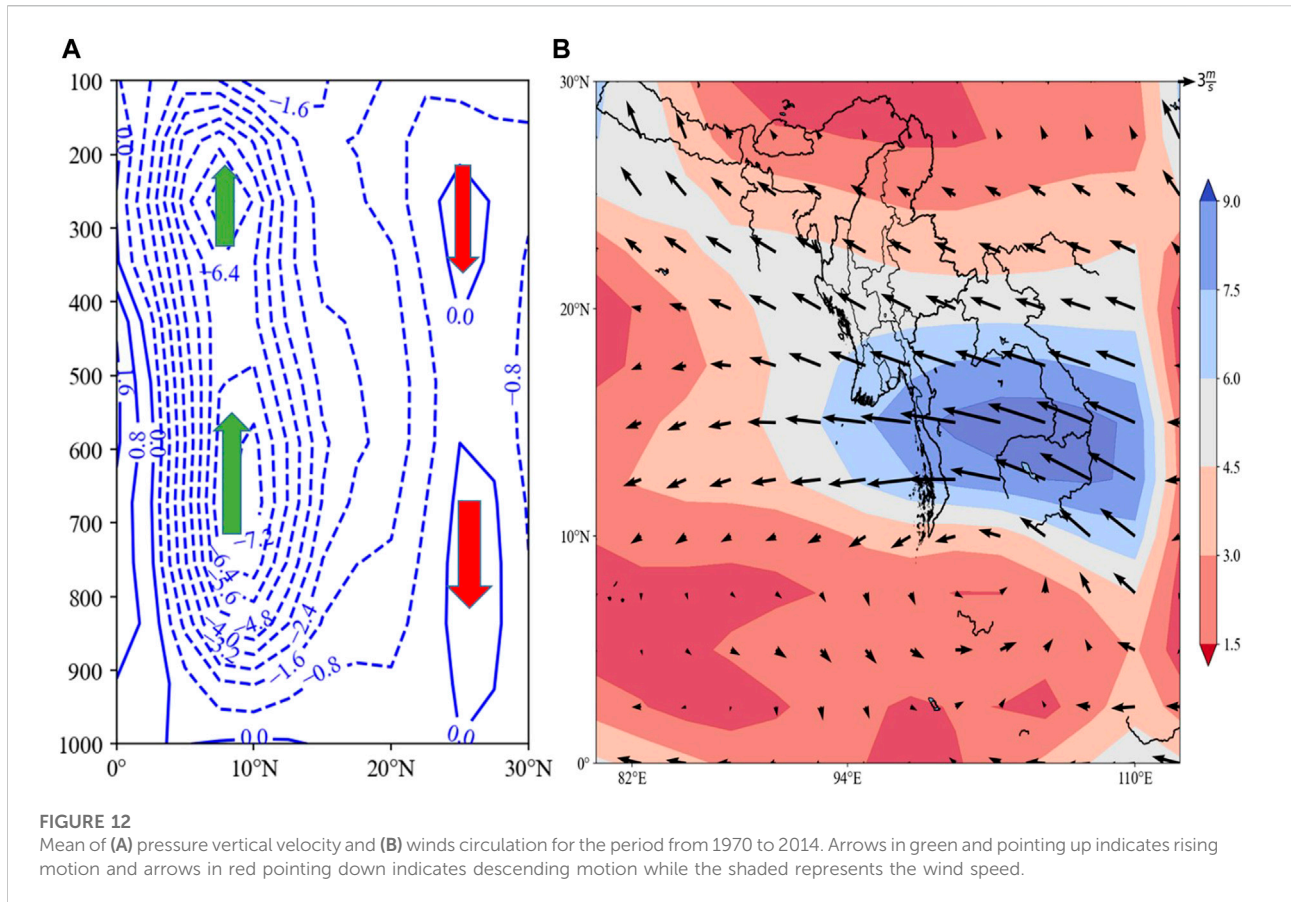 A
B
100
200
300
400
500
600
700
800
900
1000
0°
10°N
20°N
30°N
0.0
−1.6
−6.4
0.0
−0.8
0.8
0.0
−7.2
−4.8
−2.4
−1.6
−0.8
0.0
0.0
30°N
20°N
10°N
0°
82°E
94°E
110°E
3 m/s
9.0
7.5
6.0
4.5
3.0
1.5
FIGURE 12
Mean of (A) pressure vertical velocity and (B) winds circulation for the period from 1970 to 2014. Arrows in green and pointing up indicates rising
motion and arrows in red pointing down indicates descending motion while the shaded represents the wind speed.